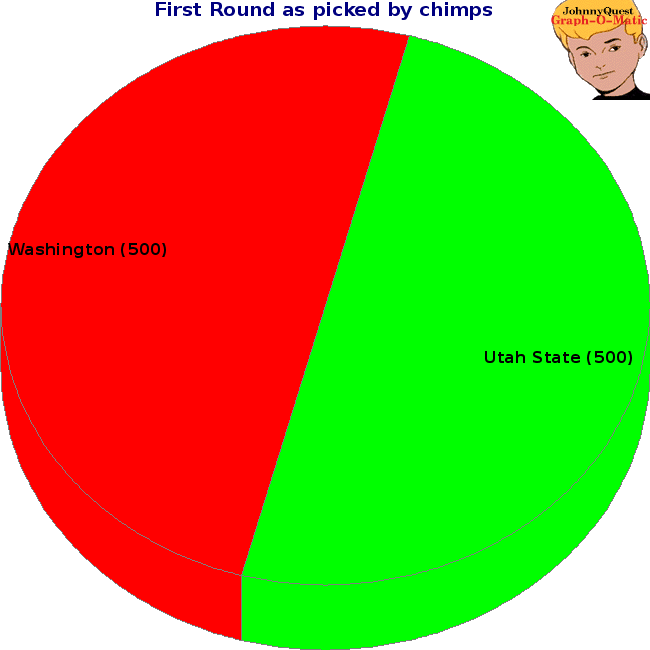 First Round as picked by chimps
JohnnyQuest
Graph-O-Matic
Washington (500)
Utah State (500)